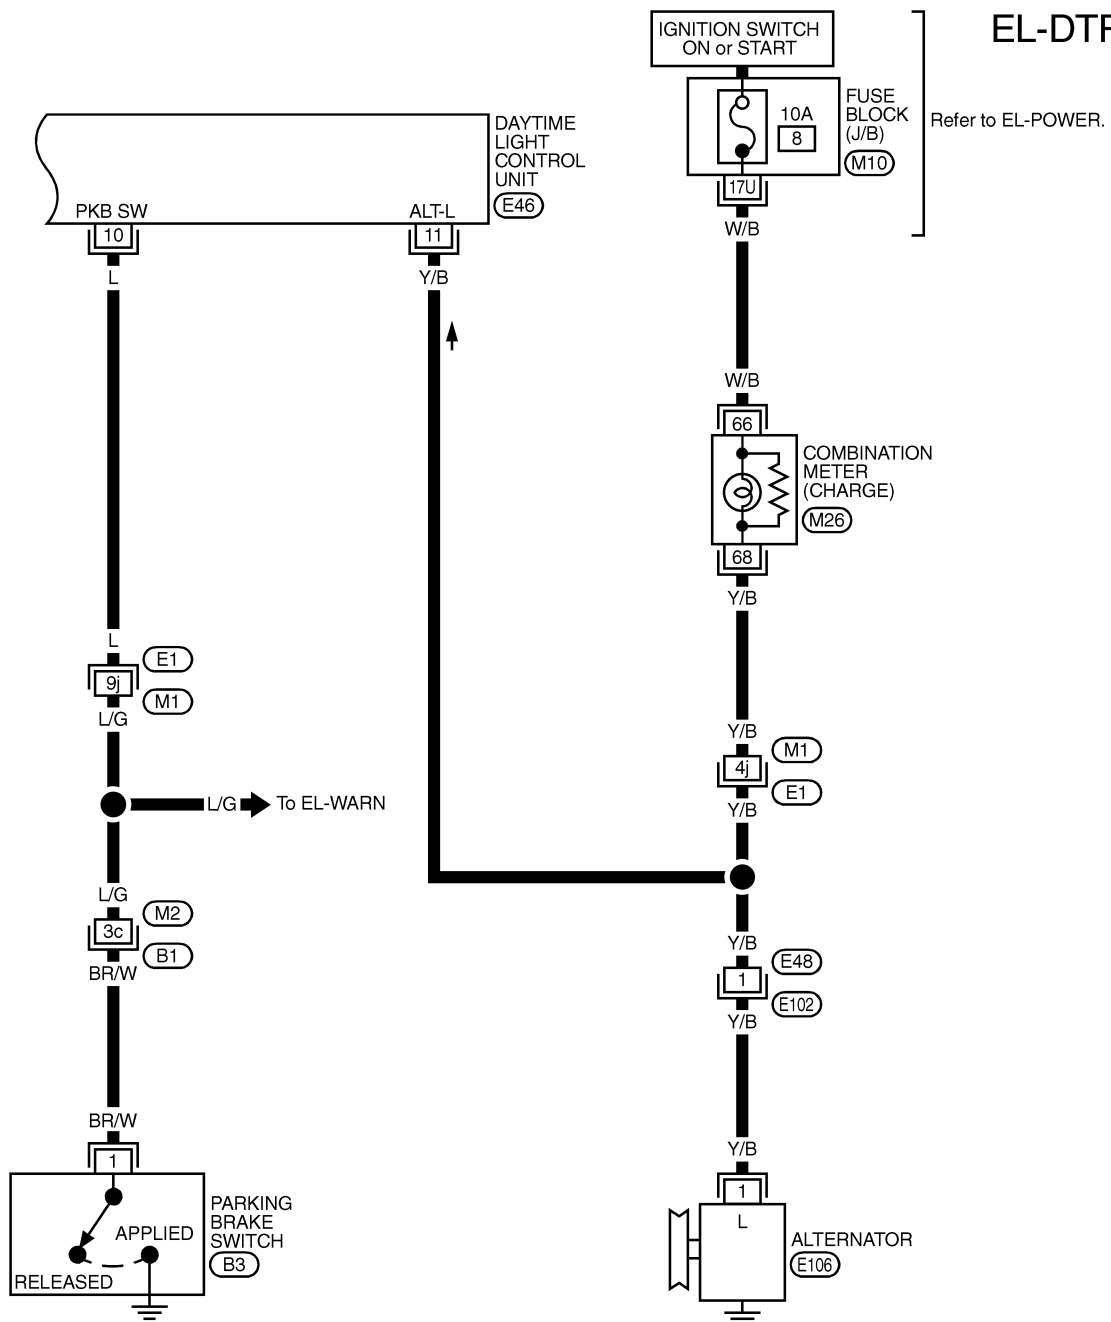 EL-DTR
IGNITION SWITCH
ON or START
10A
8
FUSE
BLOCK
(J/B)
M10
Refer to EL-POWER.
17U
W/B
DAYTIME
LIGHT
CONTROL
UNIT
E46
PKB SW
ALT-L
10
11
L
Y/B
W/B
66
COMBINATION
METER
(CHARGE)
M26
68
Y/B
L
E1
9j
M1
L/G
Y/B
M1
4j
E1
Y/B
L/G
To EL-WARN
L/G
M2
3c
B1
BR/W
Y/B
E48
1
E102
Y/B
BR/W
1
PARKING
BRAKE
SWITCH
B3
APPLIED
RELEASED
Y/B
1
L
ALTERNATOR
E106